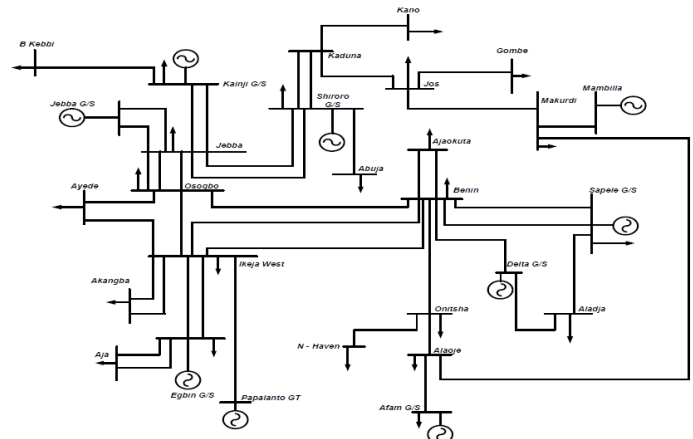 Kano
B Kebbi
Kaduna
Gombe
Kainji G/S
Jos
Mambilla
Shiroro
G/S
Makurdi
Jebba G/S
Jebba
Ajaokuta
Abuja
Ayede
Osogbo
Benin
Sapele G/S
Ikeja West
Delta G/S
Akangba
Onitsha
Aladja
N - Haven
Alaoje
Aja
Egbin G/S
Papalanto GT
Afam G/S